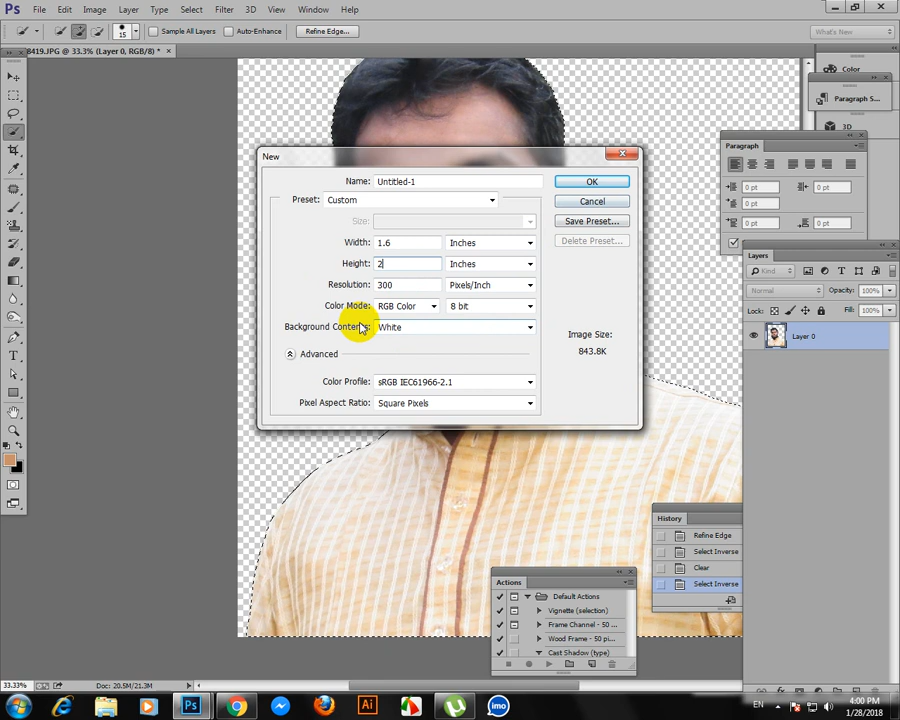 Ps File Edit Image Layer Type Select Filter 3D View Window Help
15 Sample All Layers Auto-Enhance Refine Edge... What's New
8419.JPG @ 33.3% (Layer 0, RGB/8) * ×
Color
Paragraph S...
3D
New
Name: Untitled-1 OK
Preset: Custom Cancel
Size: Save Preset...
Width: 1.6 Inches Delete Preset...
Height: 2 Inches
Resolution: 300 Pixels/Inch
Color Mode: RGB Color 8 bit
Background Contents: White
Image Size:
843.8K
Advanced
Color Profile: sRGB IEC61966-2.1
Pixel Aspect Ratio: Square Pixels
Paragraph
0 pt 0 pt
0 pt
0 pt 0 pt
Layers
Kind
Normal Opacity: 100%
Lock: Fill: 100%
Layer 0
History
Refine Edge
Select Inverse
Clear
Select Inverse
Actions
Default Actions
Vignette (selection)
Frame Channel - 50 ...
Wood Frame - 50 pi...
Cast Shadow (type)
33.33% Doc: 20.5M/21.3M
Ps Ai imo EN 4:00 PM
1/28/2018